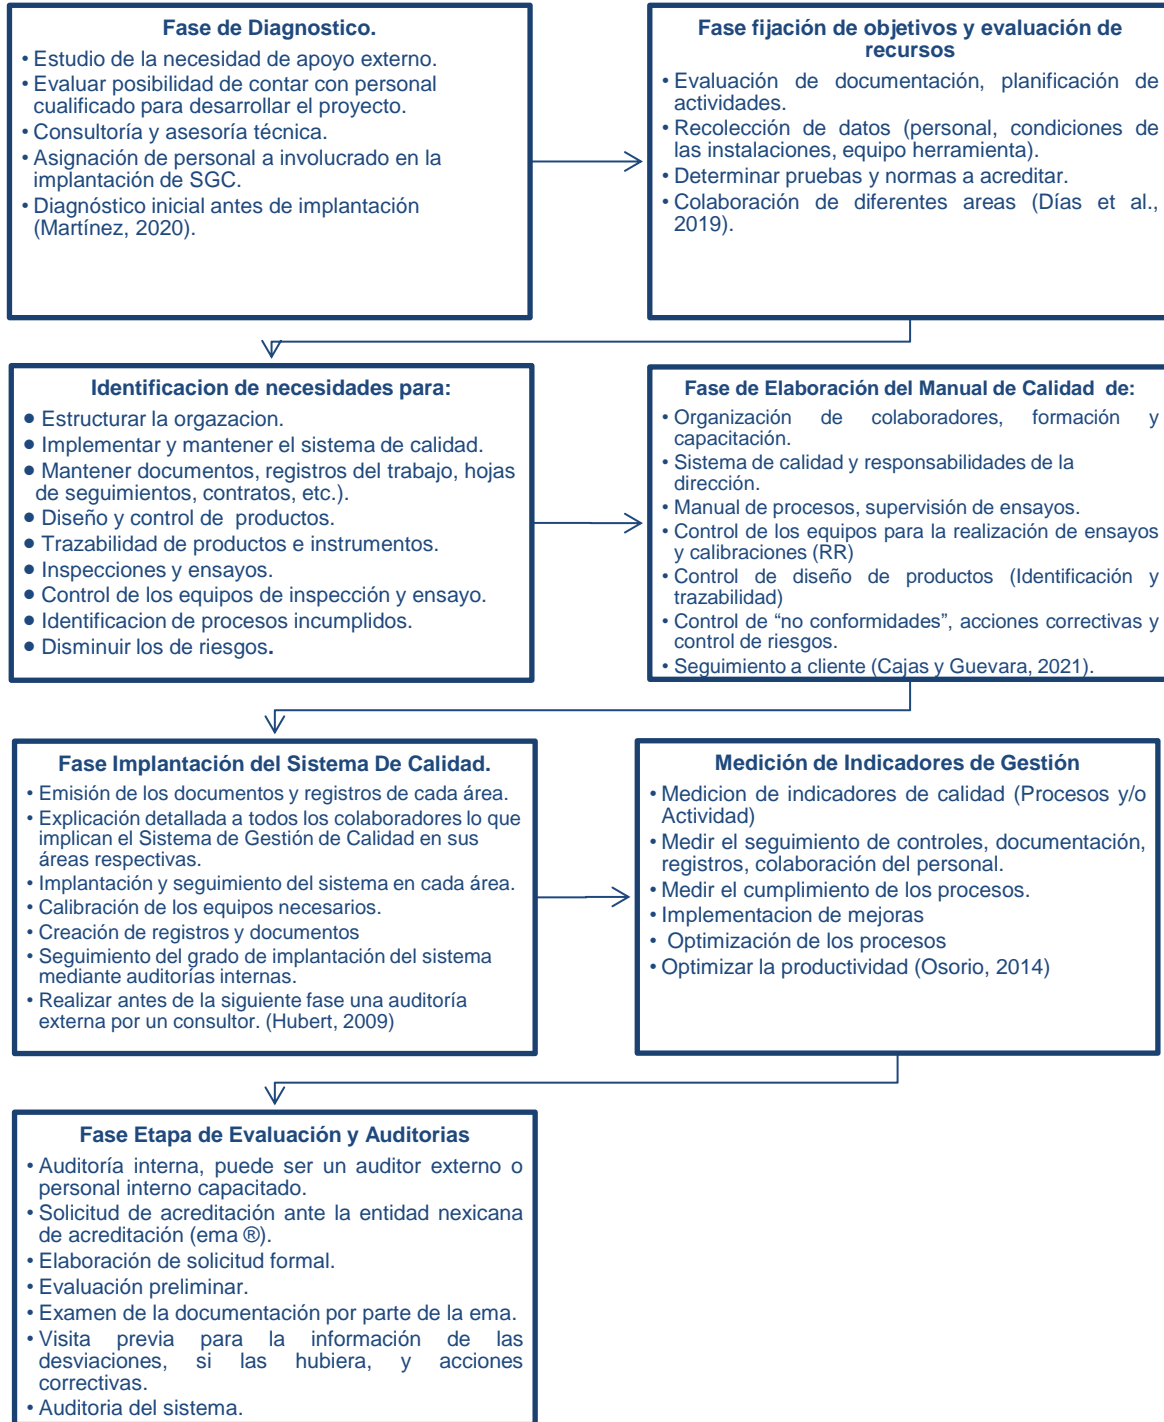 Fase de Diagnostico.
• Estudio de la necesidad de apoyo externo.
• Evaluar posibilidad de contar con personal
cualificado para desarrollar el proyecto.
• Consultoría y asesoría técnica.
• Asignación de personal a involucrado en la
implantación de SGC.
• Diagnóstico inicial antes de implantación
(Martínez, 2020).
Fase fijación de objetivos y evaluación de
recursos
• Evaluación de documentación, planificación de
actividades.
• Recolección de datos (personal, condiciones de
las instalaciones, equipo herramienta).
• Determinar pruebas y normas a acreditar.
• Colaboración de diferentes areas (Días et al.,
2019).
Identificacion de necesidades para:
• Estructurar la orgazacion.
• Implementar y mantener el sistema de calidad.
• Mantener documentos, registros del trabajo, hojas
de seguimientos, contratos, etc.).
• Diseño y control de productos.
• Trazabilidad de productos e instrumentos.
• Inspecciones y ensayos.
• Control de los equipos de inspección y ensayo.
• Identificacion de procesos incumplidos.
• Disminuir los de riesgos.
Fase de Elaboración del Manual de Calidad de:
• Organización de colaboradores, formación y
capacitación.
• Sistema de calidad y responsabilidades de la
dirección.
• Manual de procesos, supervisión de ensayos.
• Control de los equipos para la realización de ensayos
y calibraciones (RR)
• Control de diseño de productos (Identificación y
trazabilidad)
• Control de “no conformidades”, acciones correctivas y
control de riesgos.
• Seguimiento a cliente (Cajas y Guevara, 2021).
Fase Implantación del Sistema De Calidad.
• Emisión de los documentos y registros de cada área.
• Explicación detallada a todos los colaboradores lo que
implican el Sistema de Gestión de Calidad en sus
áreas respectivas.
• Implantación y seguimiento del sistema en cada área.
• Calibración de los equipos necesarios.
• Creación de registros y documentos
• Seguimiento del grado de implantación del sistema
mediante auditorías internas.
• Realizar antes de la siguiente fase una auditoría
externa por un consultor. (Hubert, 2009)
Medición de Indicadores de Gestión
• Medicion de indicadores de calidad (Procesos y/o
Actividad)
• Medir el seguimiento de controles, documentación,
registros, colaboración del personal.
• Medir el cumplimiento de los procesos.
• Implementacion de mejoras
• Optimización de los procesos
• Optimizar la productividad (Osorio, 2014)
Fase Etapa de Evaluación y Auditorias
• Auditoría interna, puede ser un auditor externo o
personal interno capacitado.
• Solicitud de acreditación ante la entidad nexicana
de acreditación (ema ®).
• Elaboración de solicitud formal.
• Evaluación preliminar.
• Examen de la documentación por parte de la ema.
• Visita previa para la información de las
desviaciones, si las hubiera, y acciones
correctivas.
• Auditoria del sistema.